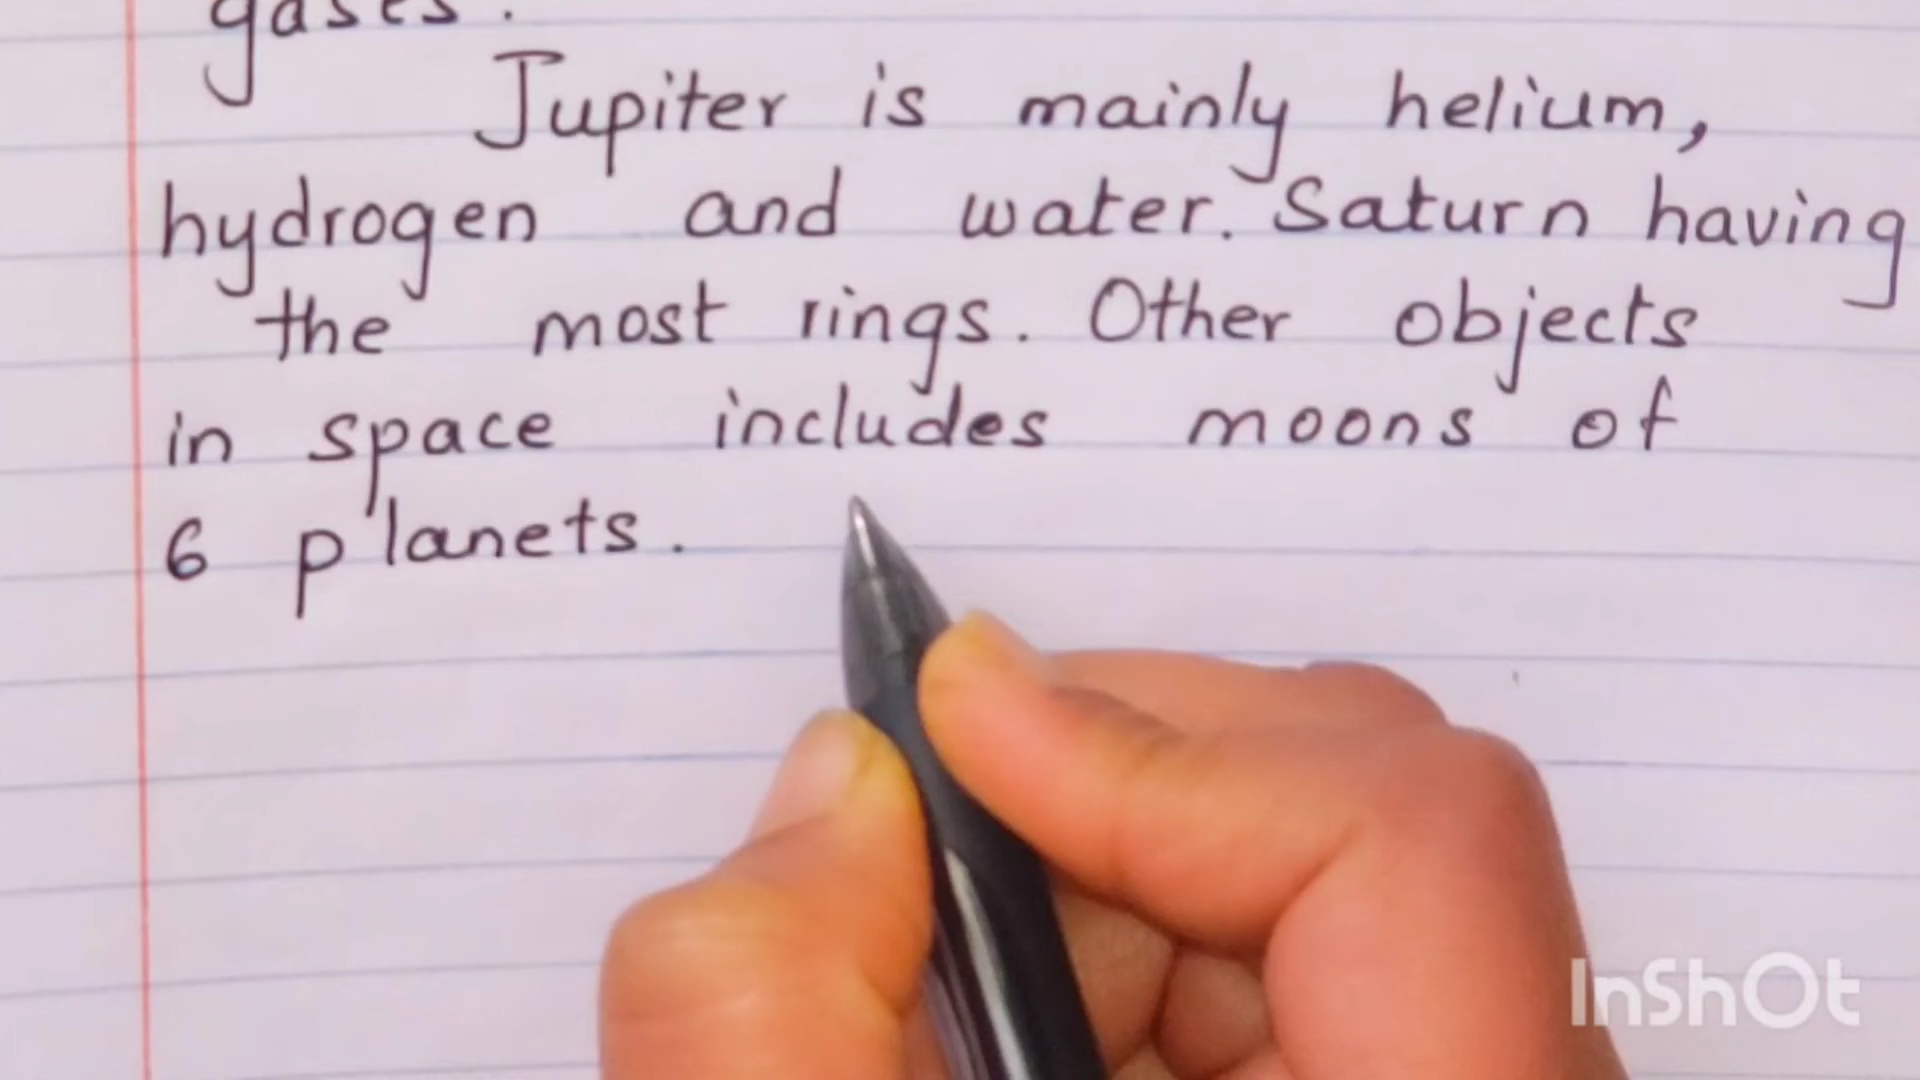 gases.
Jupiter is mainly helium,
hydrogen and water. Saturn having
the most rings. Other objects
in space includes moons of
6 planets.
InShOt